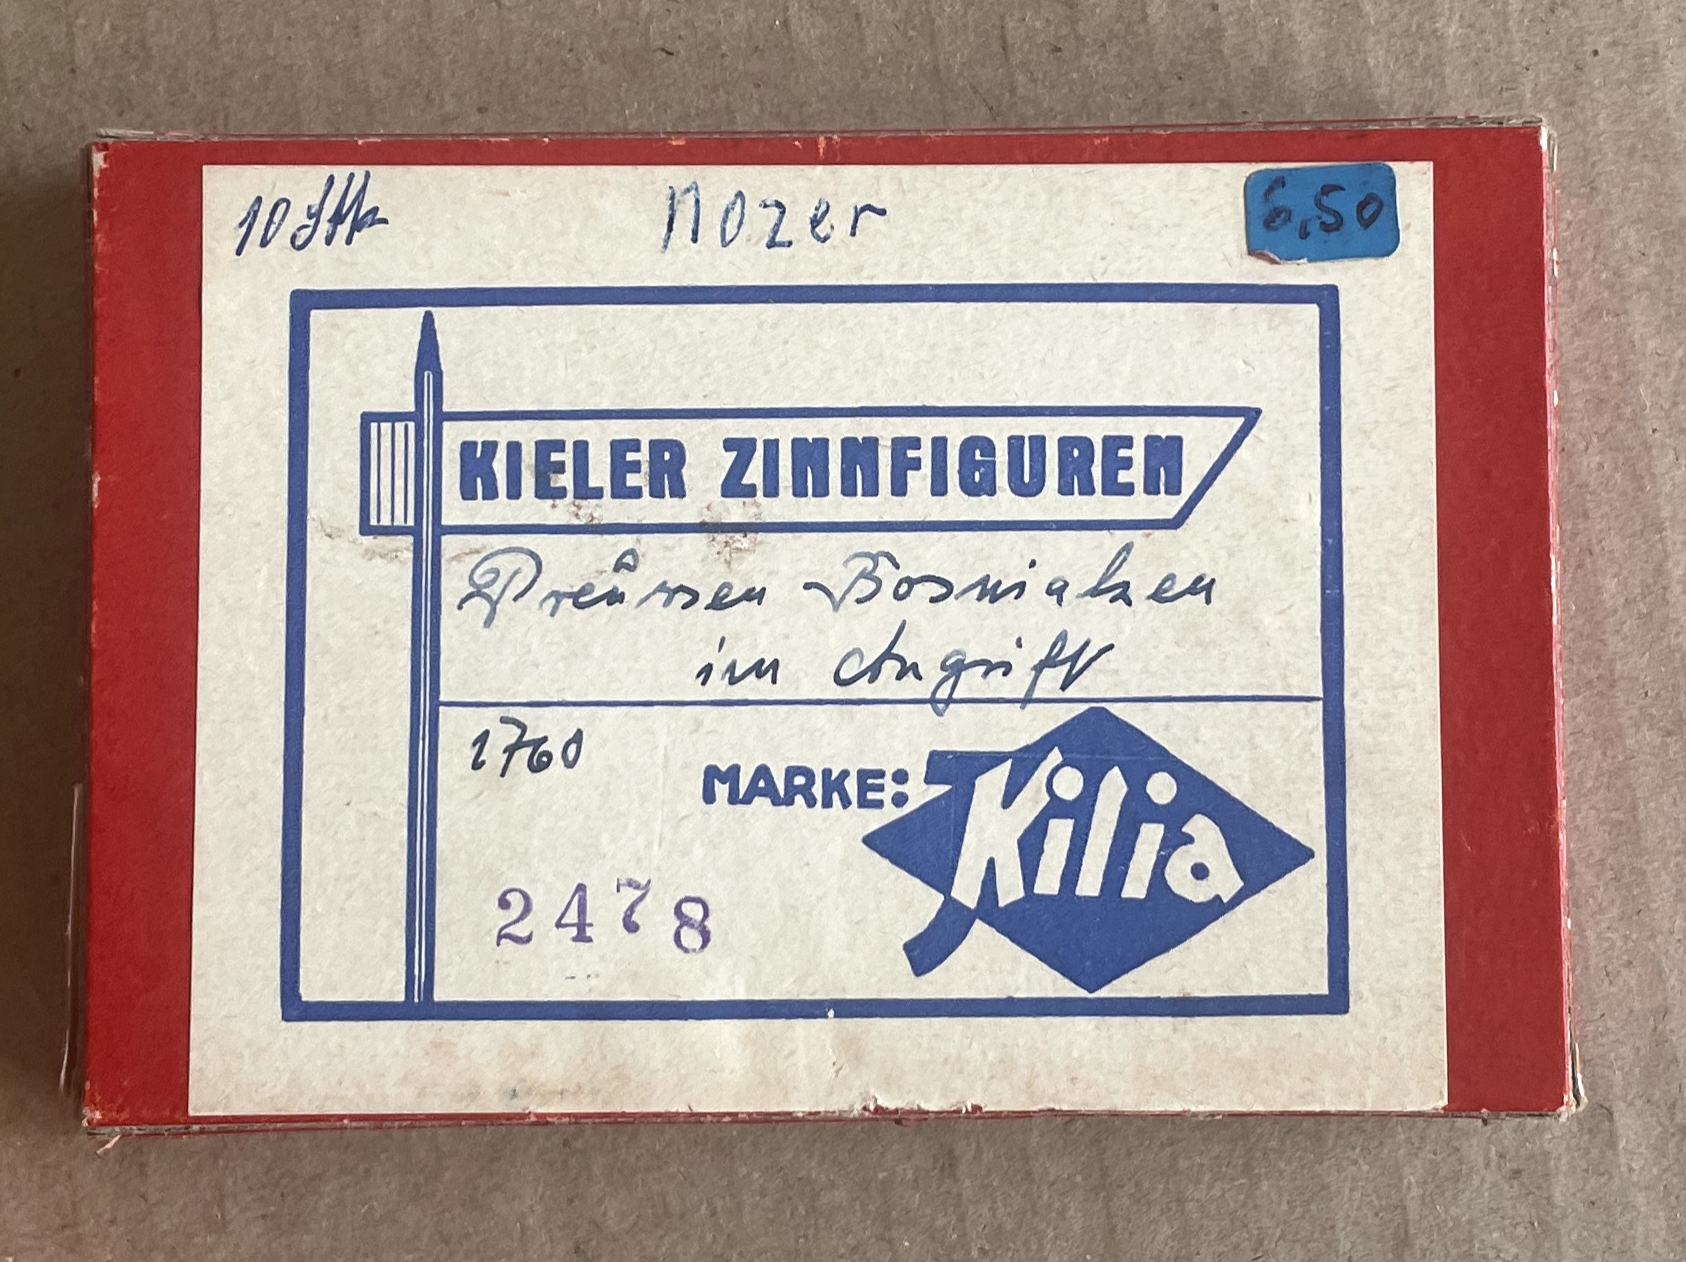 10 Stk
Nozer
6,50
KIELER ZINNFIGUREN
Preussen Bosniaken
im Angriff
1760
MARKE: Kilia
2478